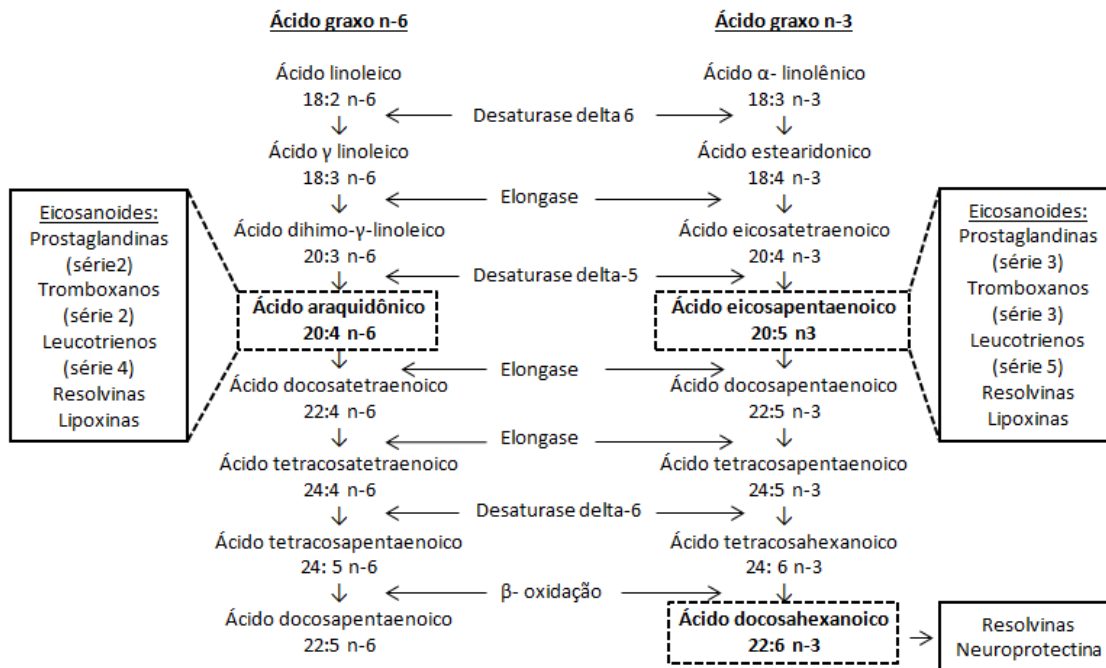 Ácido graxo n-6
Ácido graxo n-3
Ácido linoleico
18:2 n-6
Ácido α- linolênico
18:3 n-3
Desaturase delta 6
Ácido γ linoleico
18:3 n-6
Ácido estearidonico
18:4 n-3
Elongase
Ácido dihimo-γ-linoleico
20:3 n-6
Ácido eicosatetraenoico
20:4 n-3
Desaturase delta-5
Ácido araquidônico
20:4 n-6
Ácido eicosapentaenoico
20:5 n3
Elongase
Ácido docosatetraenoico
22:4 n-6
Ácido docosapentaenoico
22:5 n-3
Elongase
Ácido tetracosatetraenoico
24:4 n-6
Ácido tetracosapentaenoico
24:5 n-3
Desaturase delta-6
Ácido tetracosapentaenoico
24: 5 n-6
Ácido tetracosahexanoico
24: 6 n-3
β- oxidação
Ácido docosapentaenoico
22:5 n-6
Ácido docosahexanoico
22:6 n-3
Resolvinas
Neuroprotectina
Eicosanoides:
Prostaglandinas
(série2)
Tromboxanos
(série 2)
Leucotrienos
(série 4)
Resolvinas
Lipoxinas
Eicosanoides:
Prostaglandinas
(série 3)
Tromboxanos
(série 3)
Leucotrienos
(série 5)
Resolvinas
Lipoxinas